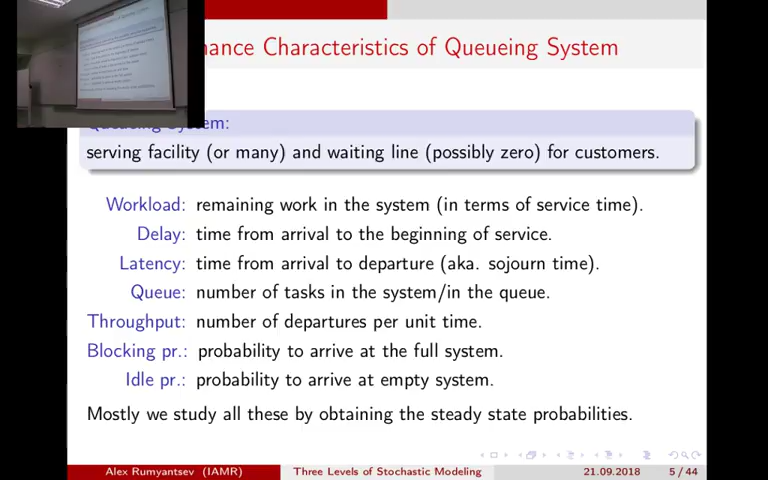 mance Characteristics of Queueing System
Queueing System:
serving facility (or many) and waiting line (possibly zero) for customers.
Workload: remaining work in the system (in terms of service time).
Delay: time from arrival to the beginning of service.
Latency: time from arrival to departure (aka. sojourn time).
Queue: number of tasks in the system/in the queue.
Throughput: number of departures per unit time.
Blocking pr.: probability to arrive at the full system.
Idle pr.: probability to arrive at empty system.
Mostly we study all these by obtaining the steady state probabilities.
Alex Rumyantsev (IAMR) Three Levels of Stochastic Modeling 21.09.2018 5 / 44